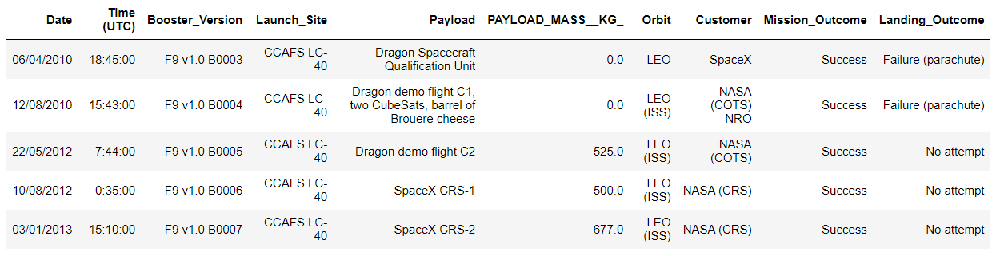 Date Time (UTC) Booster_Version Launch_Site Payload PAYLOAD_MASS__KG_ Orbit Customer Mission_Outcome Landing_Outcome
06/04/2010 18:45:00 F9 v1.0 B0003 CCAFS LC-40 Dragon Spacecraft Qualification Unit 0.0 LEO SpaceX Success Failure (parachute)
12/08/2010 15:43:00 F9 v1.0 B0004 CCAFS LC-40 Dragon demo flight C1, two CubeSats, barrel of Brouere cheese 0.0 LEO (ISS) NASA (COTS) NRO Success Failure (parachute)
22/05/2012 7:44:00 F9 v1.0 B0005 CCAFS LC-40 Dragon demo flight C2 525.0 LEO (ISS) NASA (COTS) Success No attempt
10/08/2012 0:35:00 F9 v1.0 B0006 CCAFS LC-40 SpaceX CRS-1 500.0 LEO (ISS) NASA (CRS) Success No attempt
03/01/2013 15:10:00 F9 v1.0 B0007 CCAFS LC-40 SpaceX CRS-2 677.0 LEO (ISS) NASA (CRS) Success No attempt